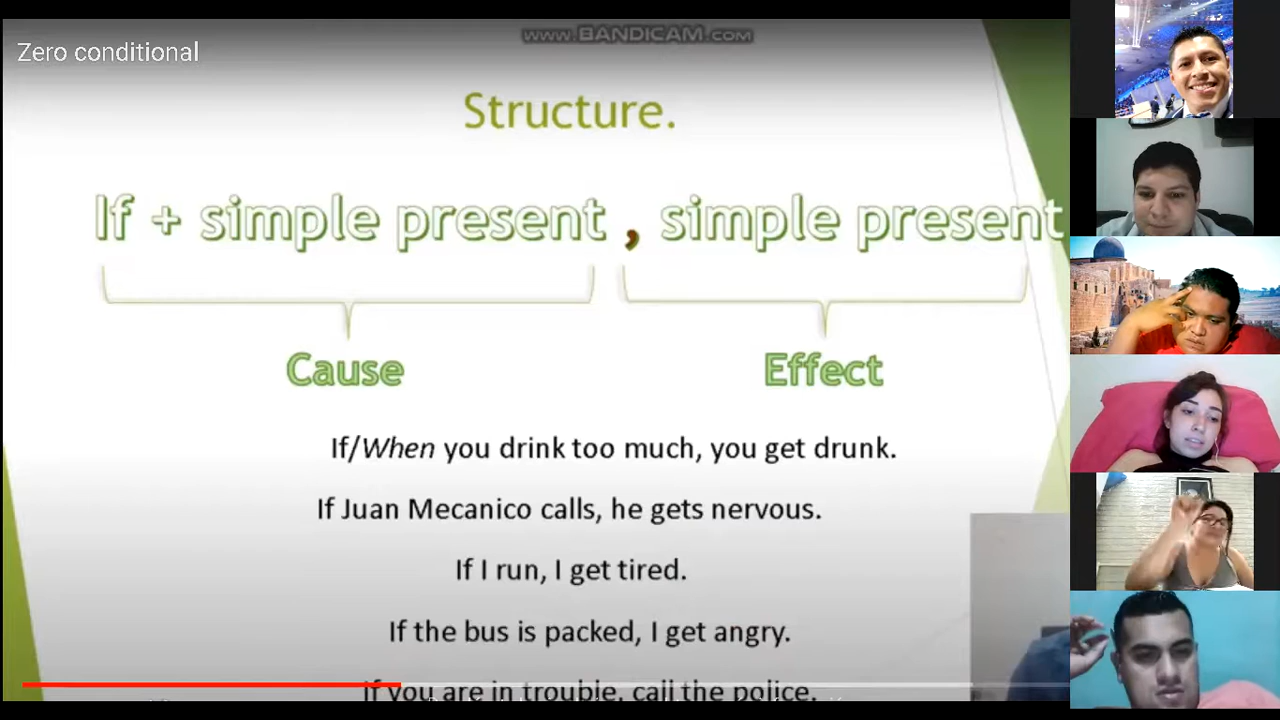 www.BANDICAM.com
Zero conditional
Structure.
If + simple present , simple present
Cause Effect
If/When you drink too much, you get drunk.
If Juan Mecanico calls, he gets nervous.
If I run, I get tired.
If the bus is packed, I get angry.
If you are in trouble, call the police.